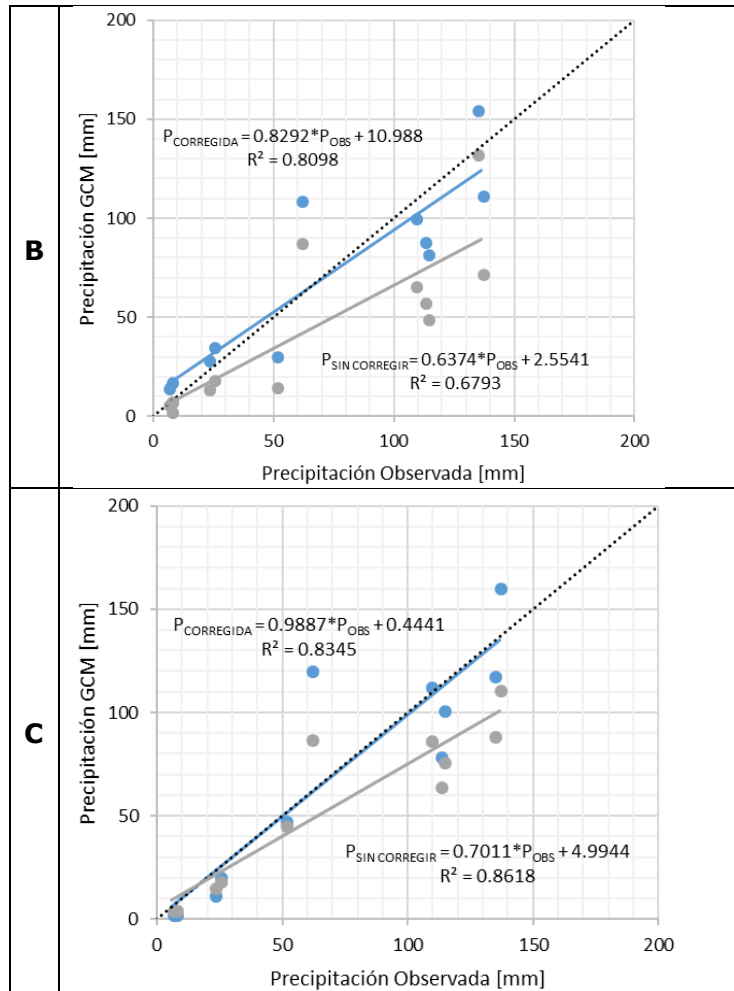 B
200
150
100
50
0
P_CORREGIDA = 0.8292*P_OBS + 10.988
R² = 0.8098
P_SIN CORREGIR = 0.6374*P_OBS + 2.5541
R² = 0.6793
Precipitación GCM [mm]
0 50 100 150 200
Precipitación Observada [mm]
C
200
150
100
50
0
P_CORREGIDA = 0.9887*P_OBS + 0.4441
R² = 0.8345
P_SIN CORREGIR = 0.7011*P_OBS + 4.9944
R² = 0.8618
Precipitación GCM [mm]
0 50 100 150 200
Precipitación Observada [mm]